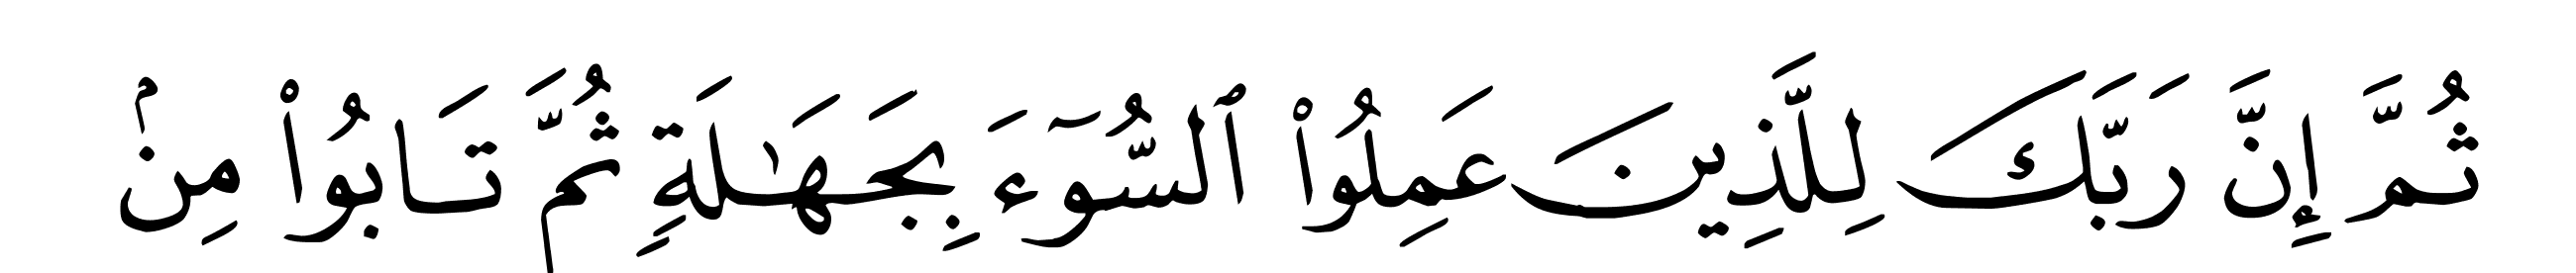 ثُمَّ إِنَّ رَبَّكَ لِلَّذِينَ عَمِلُوا۟ ٱلسُّوٓءَ بِجَهَـٰلَةٍۢ ثُمَّ تَابُوا۟ مِنۢ